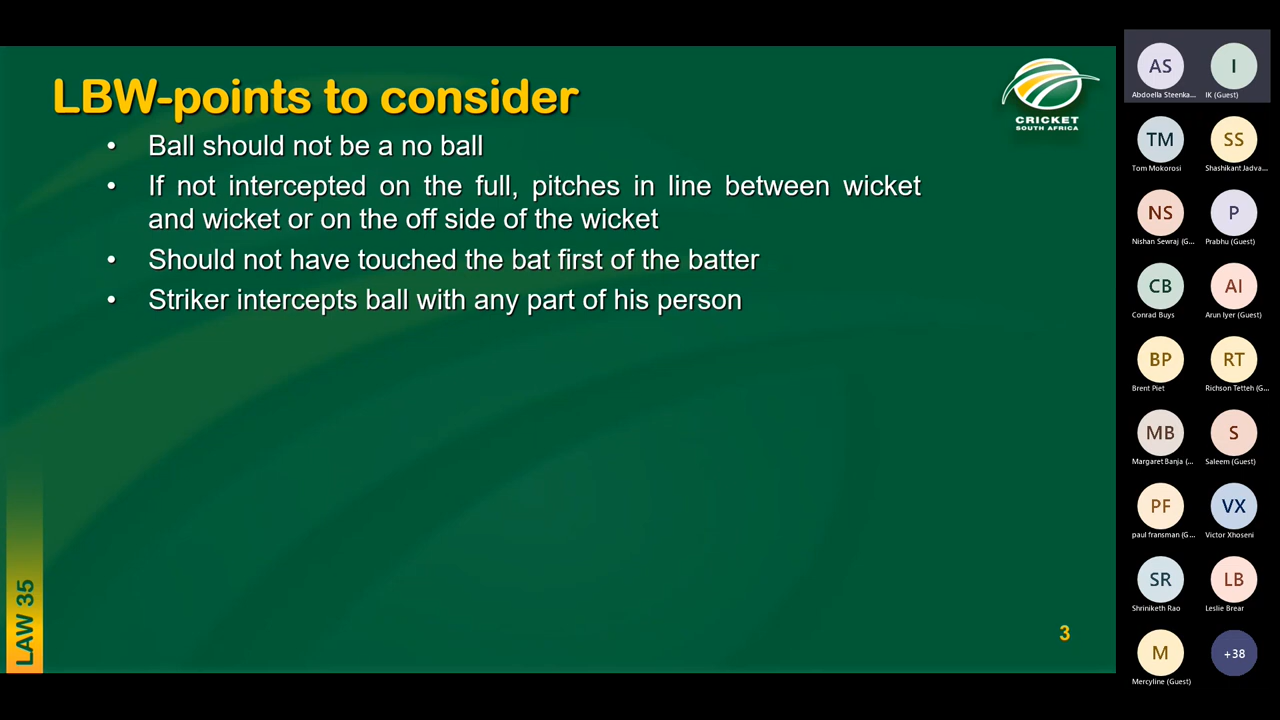 LBW-points to consider
CRICKET
SOUTH AFRICA
• Ball should not be a no ball
• If not intercepted on the full, pitches in line between wicket
and wicket or on the off side of the wicket
• Should not have touched the bat first of the batter
• Striker intercepts ball with any part of his person
LAW 35
3
AS
I
Abdoella Steenka...
IK (Guest)
TM
SS
Tom Mokorosi
Shashikant Jadva...
NS
P
Nishan Sewraj (G...
Prabhu (Guest)
CB
AI
Conrad Buys
Arun Iyer (Guest)
BP
RT
Brent Piet
Richson Tetteh (G...
MB
S
Margaret Banja (...
Saleem (Guest)
PF
VX
paul fransman (G...
Victor Xhoseni
SR
LB
Shriniketh Rao
Leslie Brear
M
+38
Mercyline (Guest)